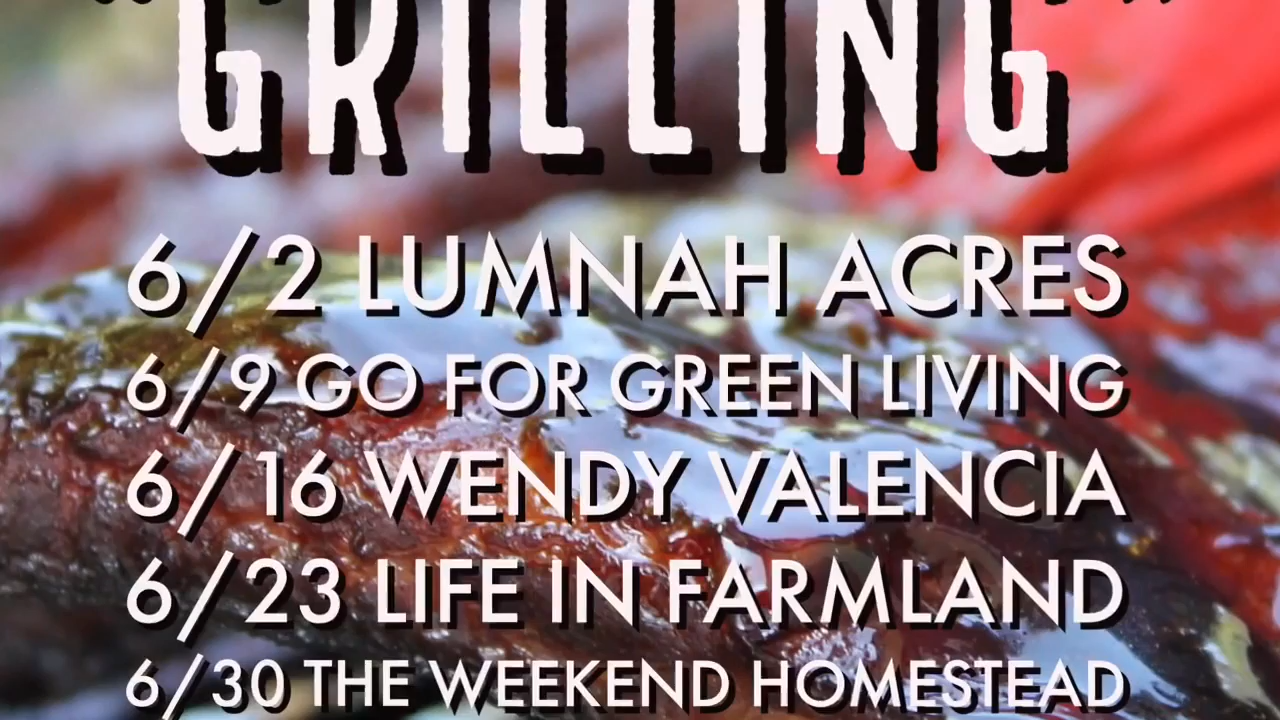 "GRILLING"
6/2 LUMNAH ACRES
6/9 GO FOR GREEN LIVING
6/16 WENDY VALENCIA
6/23 LIFE IN FARMLAND
6/30 THE WEEKEND HOMESTEAD